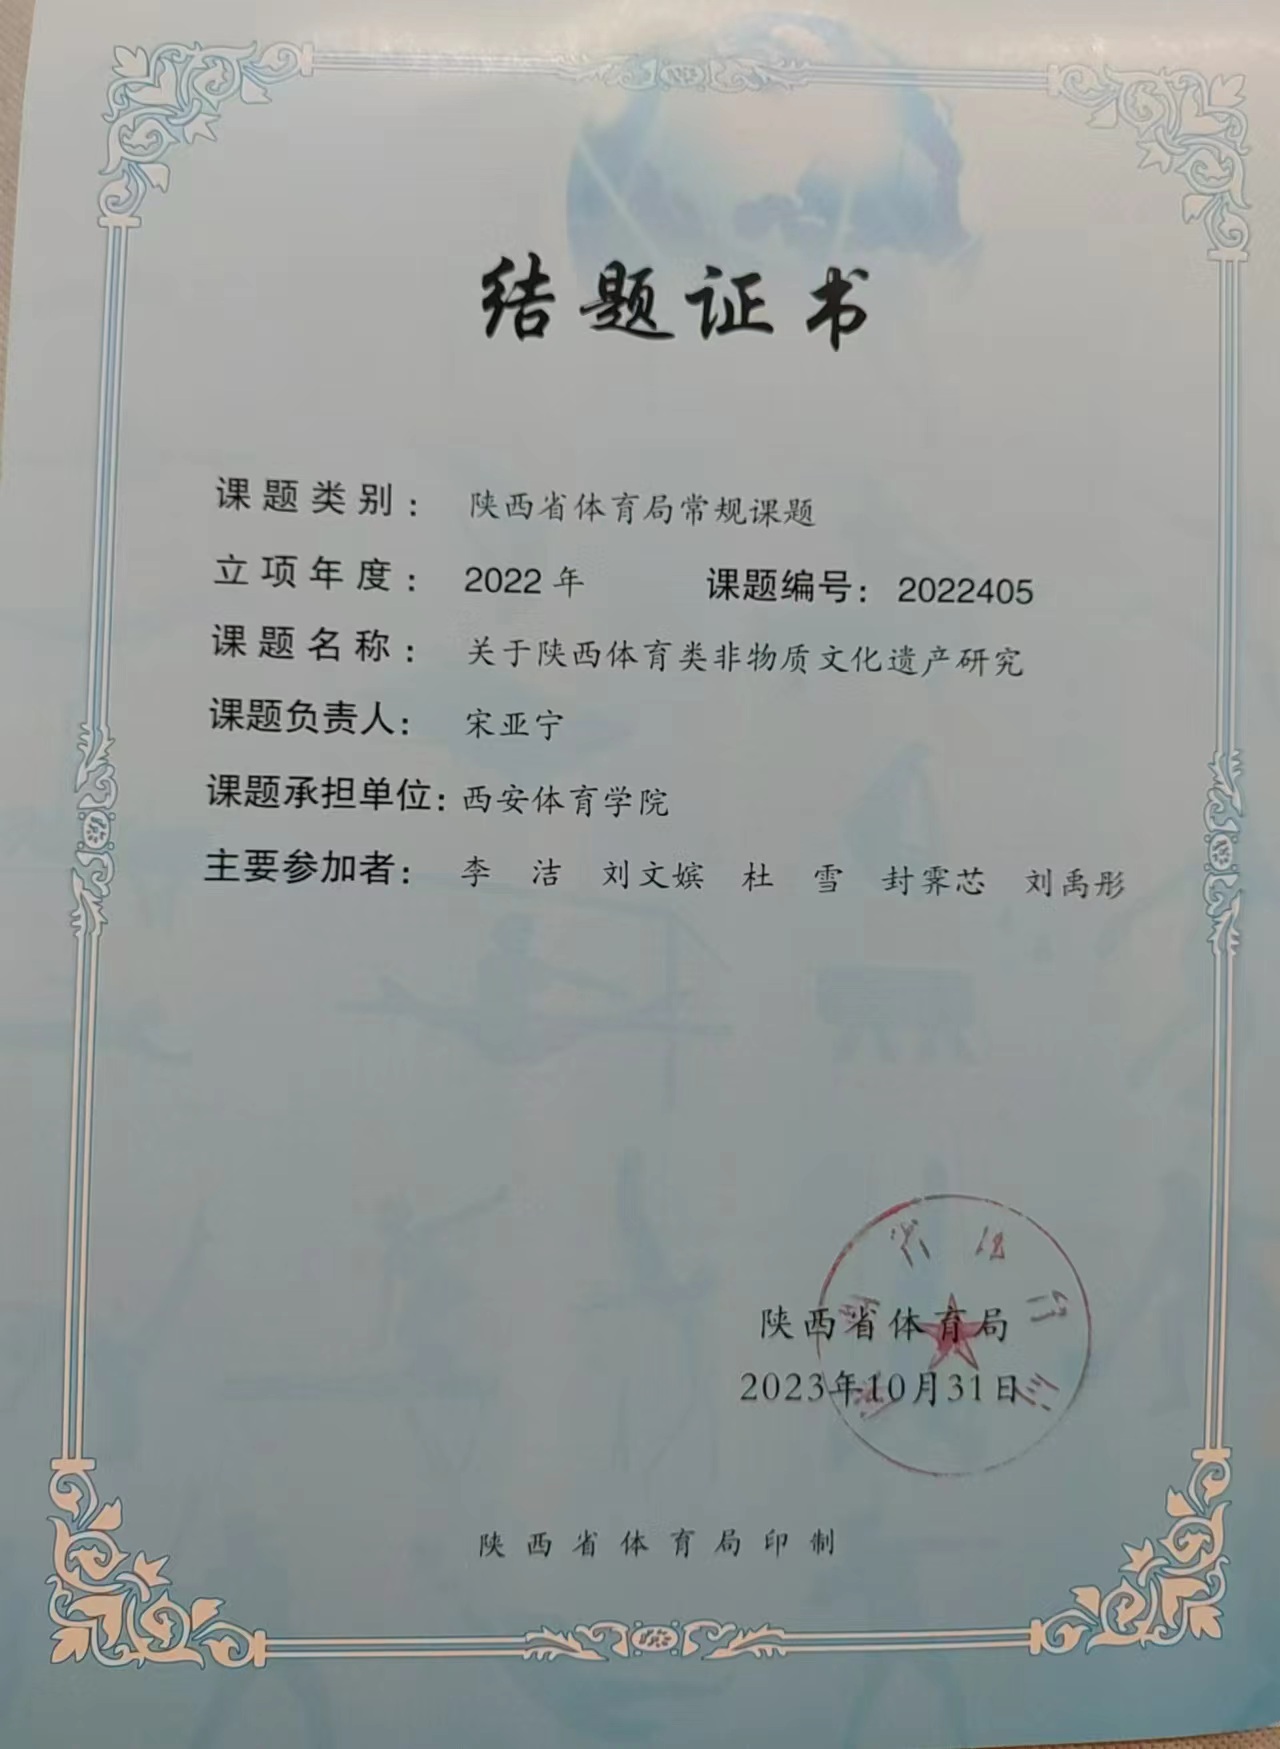 结题证书
课题类别：陕西省体育局常规课题
立项年度：2022年 课题编号：2022405
课题名称：关于陕西体育类非物质文化遗产研究
课题负责人：宋亚宁
课题承担单位：西安体育学院
主要参加者：李 洁 刘文嫔 杜 雪 封霁芯 刘禹彤
陕西省体育局
2023年10月31日
陕西省体育局印制